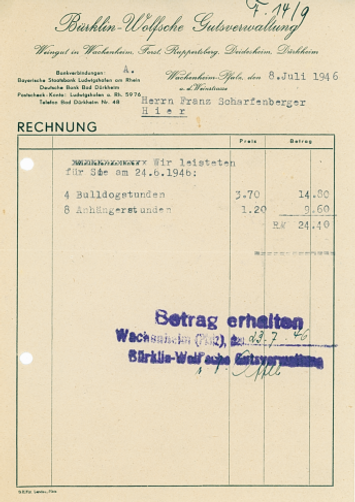 F. 14/9
Bürklin-Wolfsche Gutsverwaltung
Weingut in Wachenheim, Forst, Ruppertsberg, Deidesheim, Dürkheim
Bankverbindungen: A.
Bayerische Staatsbank Ludwigshafen am Rhein
Deutsche Bank Bad Dürkheim
Postscheck-Konto: Ludwigshafen a. Rh. 5976
Telefon Bad Dürkheim Nr. 48
Wachenheim-Pfalz, den 8. Juli 1946
a. d. Weinstrasse
Herrn Franz Scharfenberger
Hier
RECHNUNG
Preis Betrag
Wir leisteten
für Sie am 24.6.1946:
4 Bulldogstunden 3.70 14.80
8 Anhängerstunden 1.20 9.60
RM 24.40
Betrag erhalten
Wachenheim (Pfalz), 23.7.46
Bürklin-Wolf'sche Gutsverwaltung